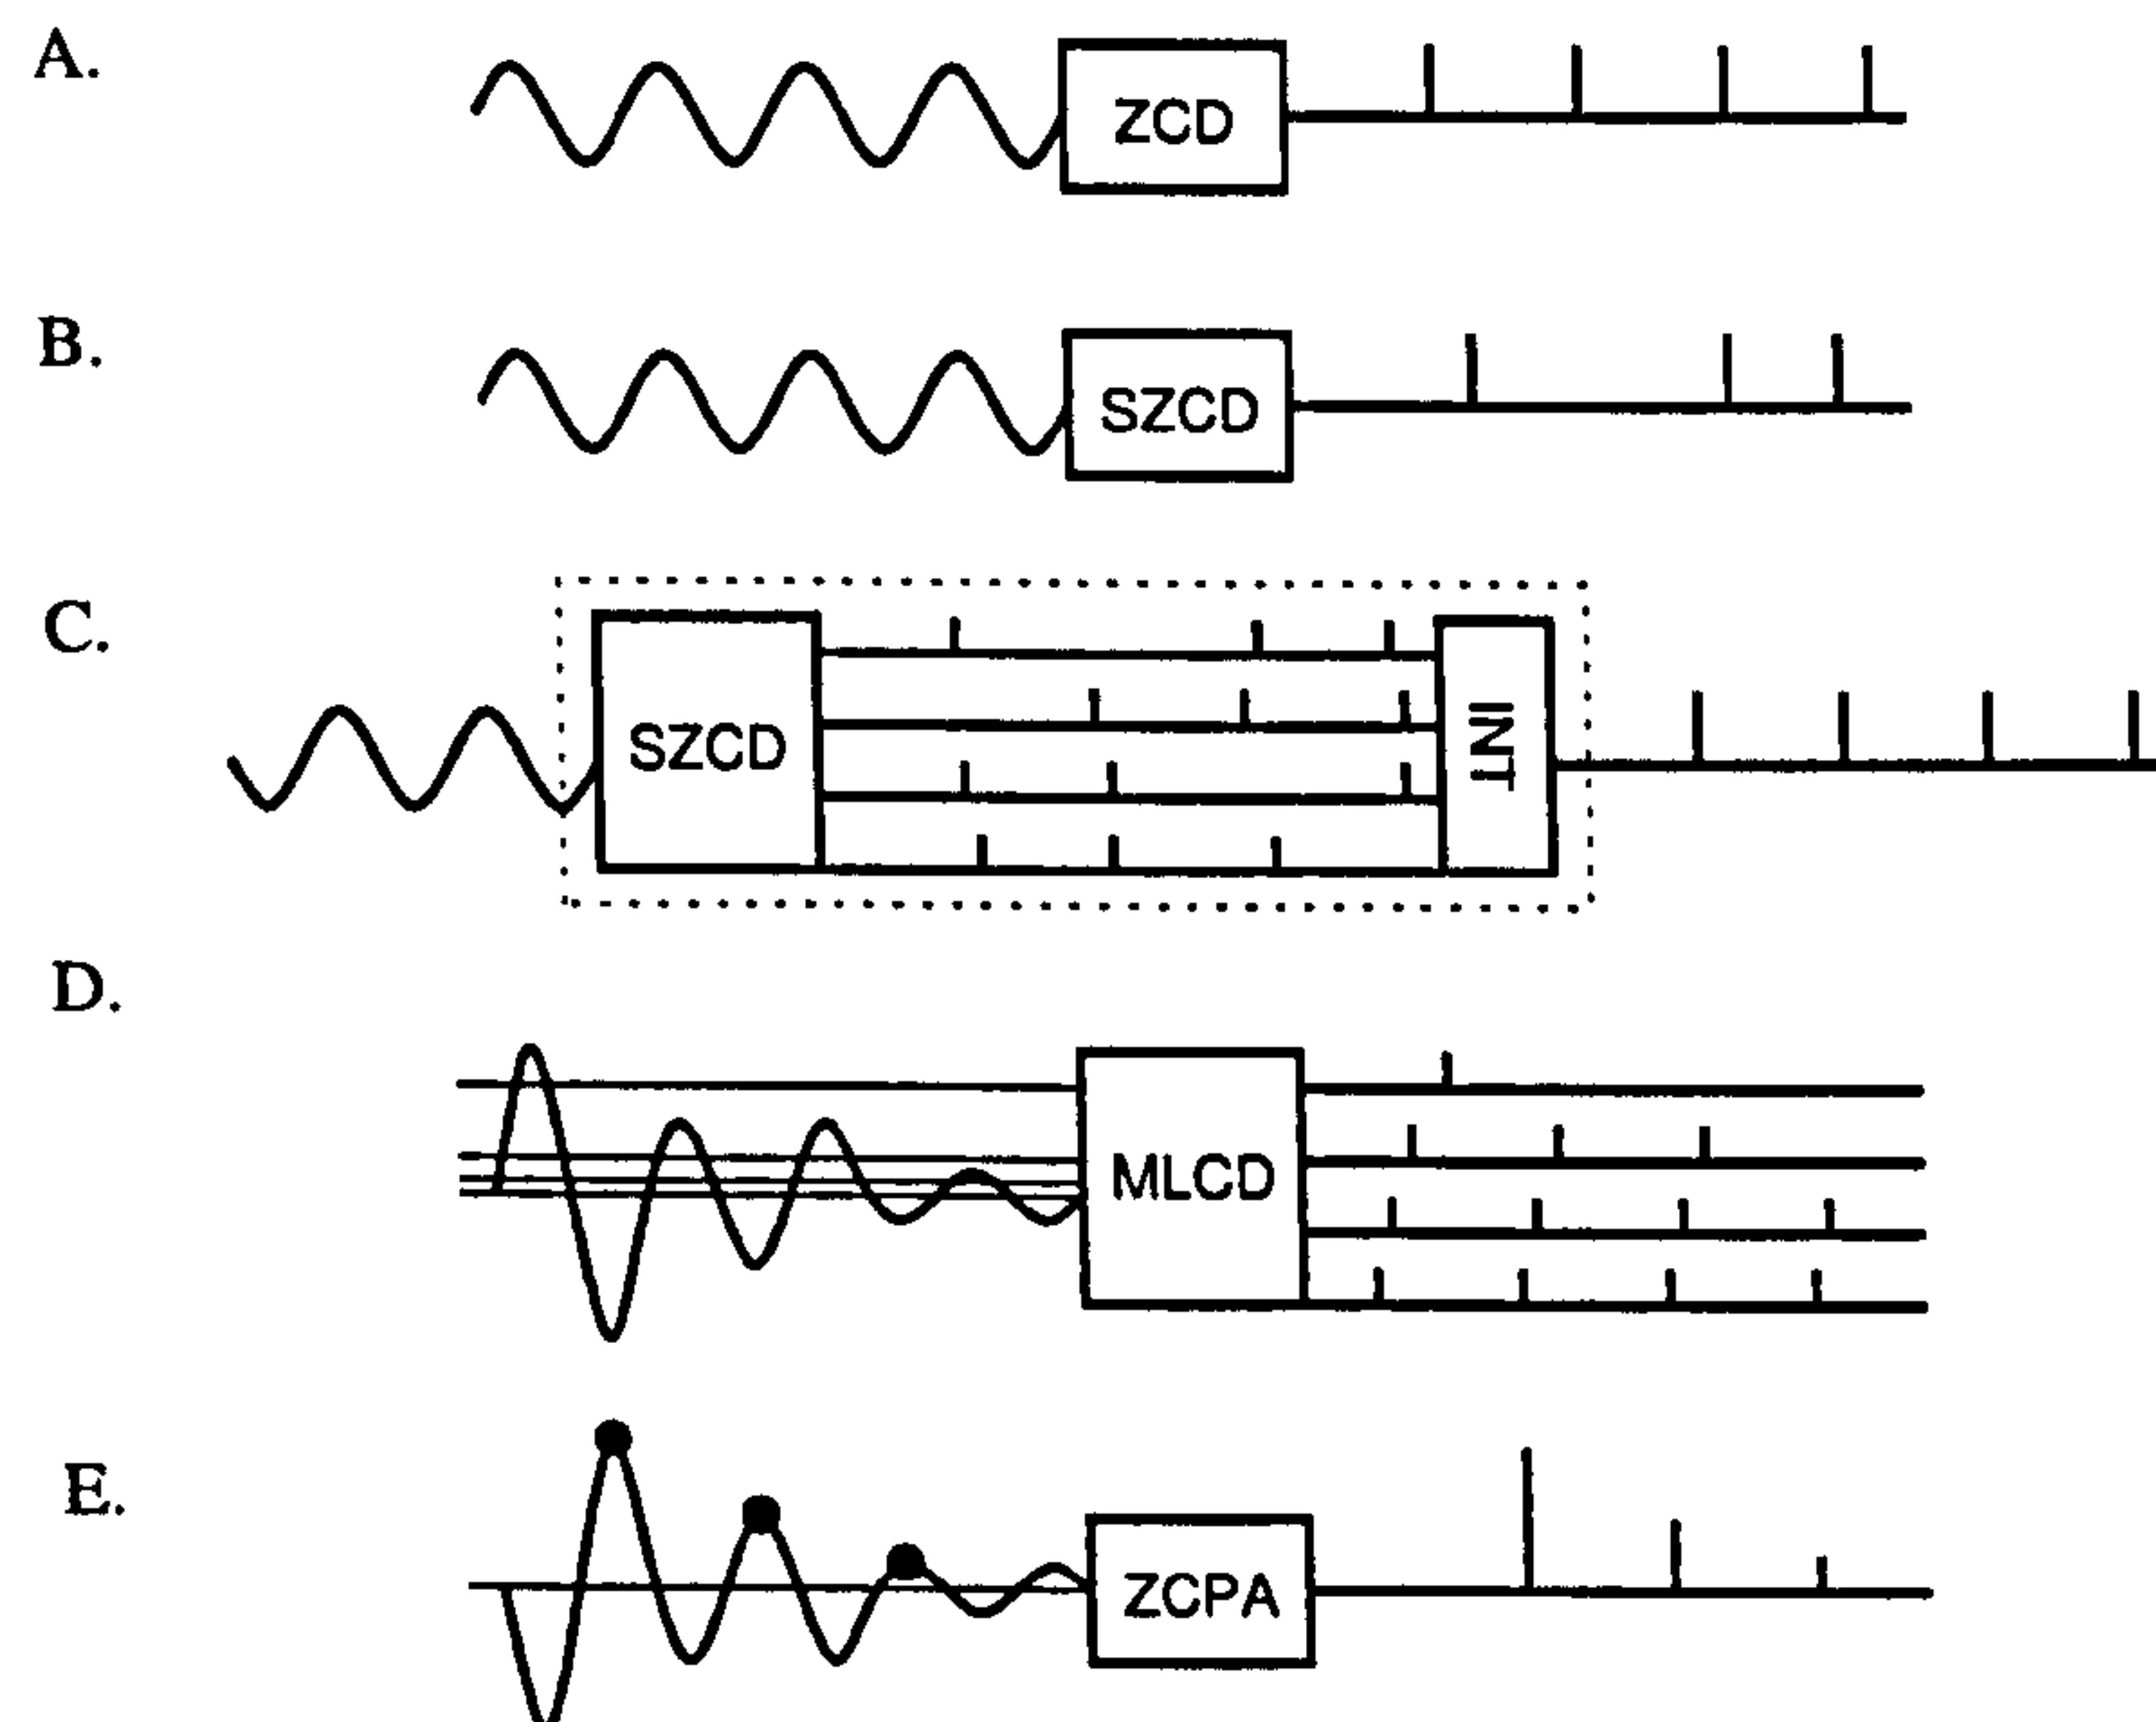 A.
ZCD
B.
SZCD
C.
SZCD
INT
D.
MLCD
E.
ZCPA